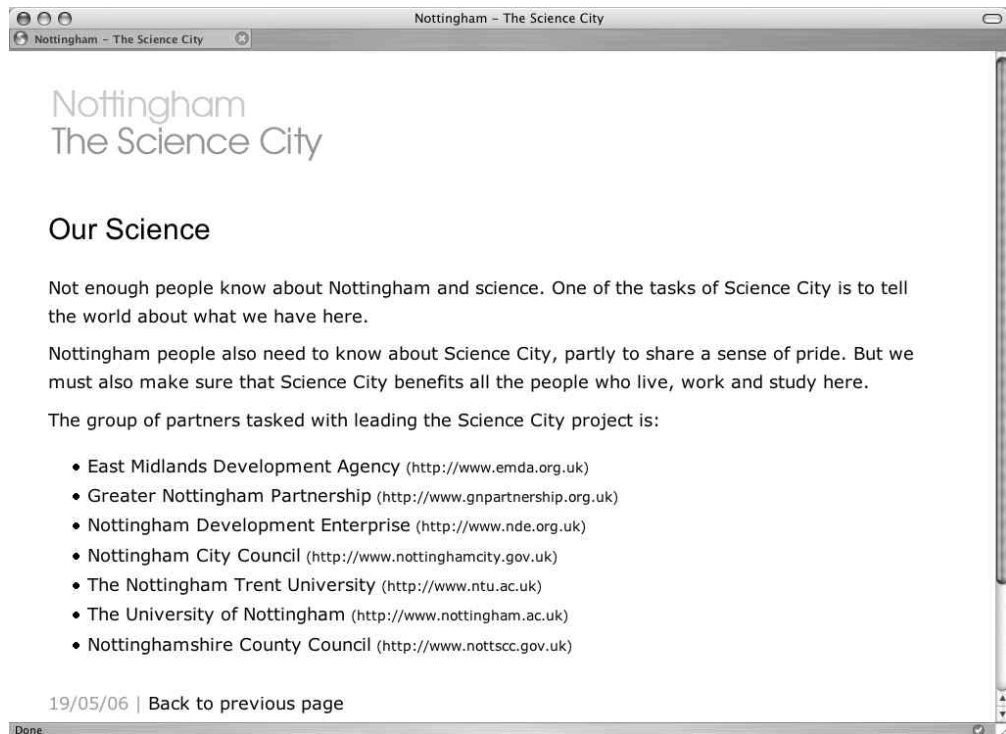 Nottingham – The Science City
Nottingham – The Science City
Nottingham
The Science City
Our Science
Not enough people know about Nottingham and science. One of the tasks of Science City is to tell
the world about what we have here.
Nottingham people also need to know about Science City, partly to share a sense of pride. But we
must also make sure that Science City benefits all the people who live, work and study here.
The group of partners tasked with leading the Science City project is:
• East Midlands Development Agency (http://www.emda.org.uk)
• Greater Nottingham Partnership (http://www.gnpartnership.org.uk)
• Nottingham Development Enterprise (http://www.nde.org.uk)
• Nottingham City Council (http://www.nottinghamcity.gov.uk)
• The Nottingham Trent University (http://www.ntu.ac.uk)
• The University of Nottingham (http://www.nottingham.ac.uk)
• Nottinghamshire County Council (http://www.nottscc.gov.uk)
19/05/06 | Back to previous page
Done